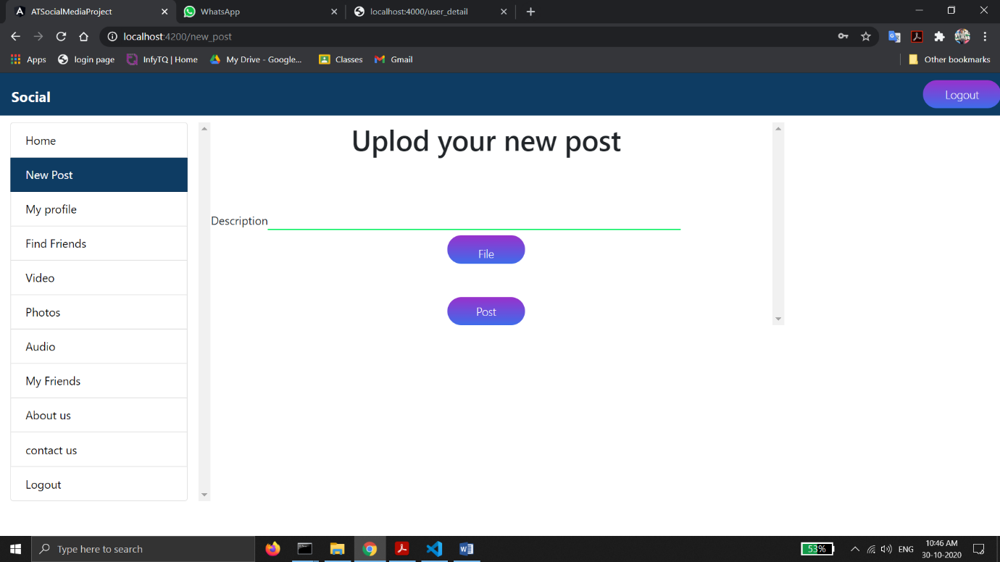 ATSocialMediaProject
WhatsApp
localhost:4000/user_detail
localhost:4200/new_post
Apps
login page
InfyTQ | Home
My Drive - Google...
Classes
Gmail
Other bookmarks
Social
Logout
Home
New Post
My profile
Find Friends
Video
Photos
Audio
My Friends
About us
contact us
Logout
Uplod your new post
Description
File
Post
Type here to search
53%
ENG
10:46 AM
30-10-2020